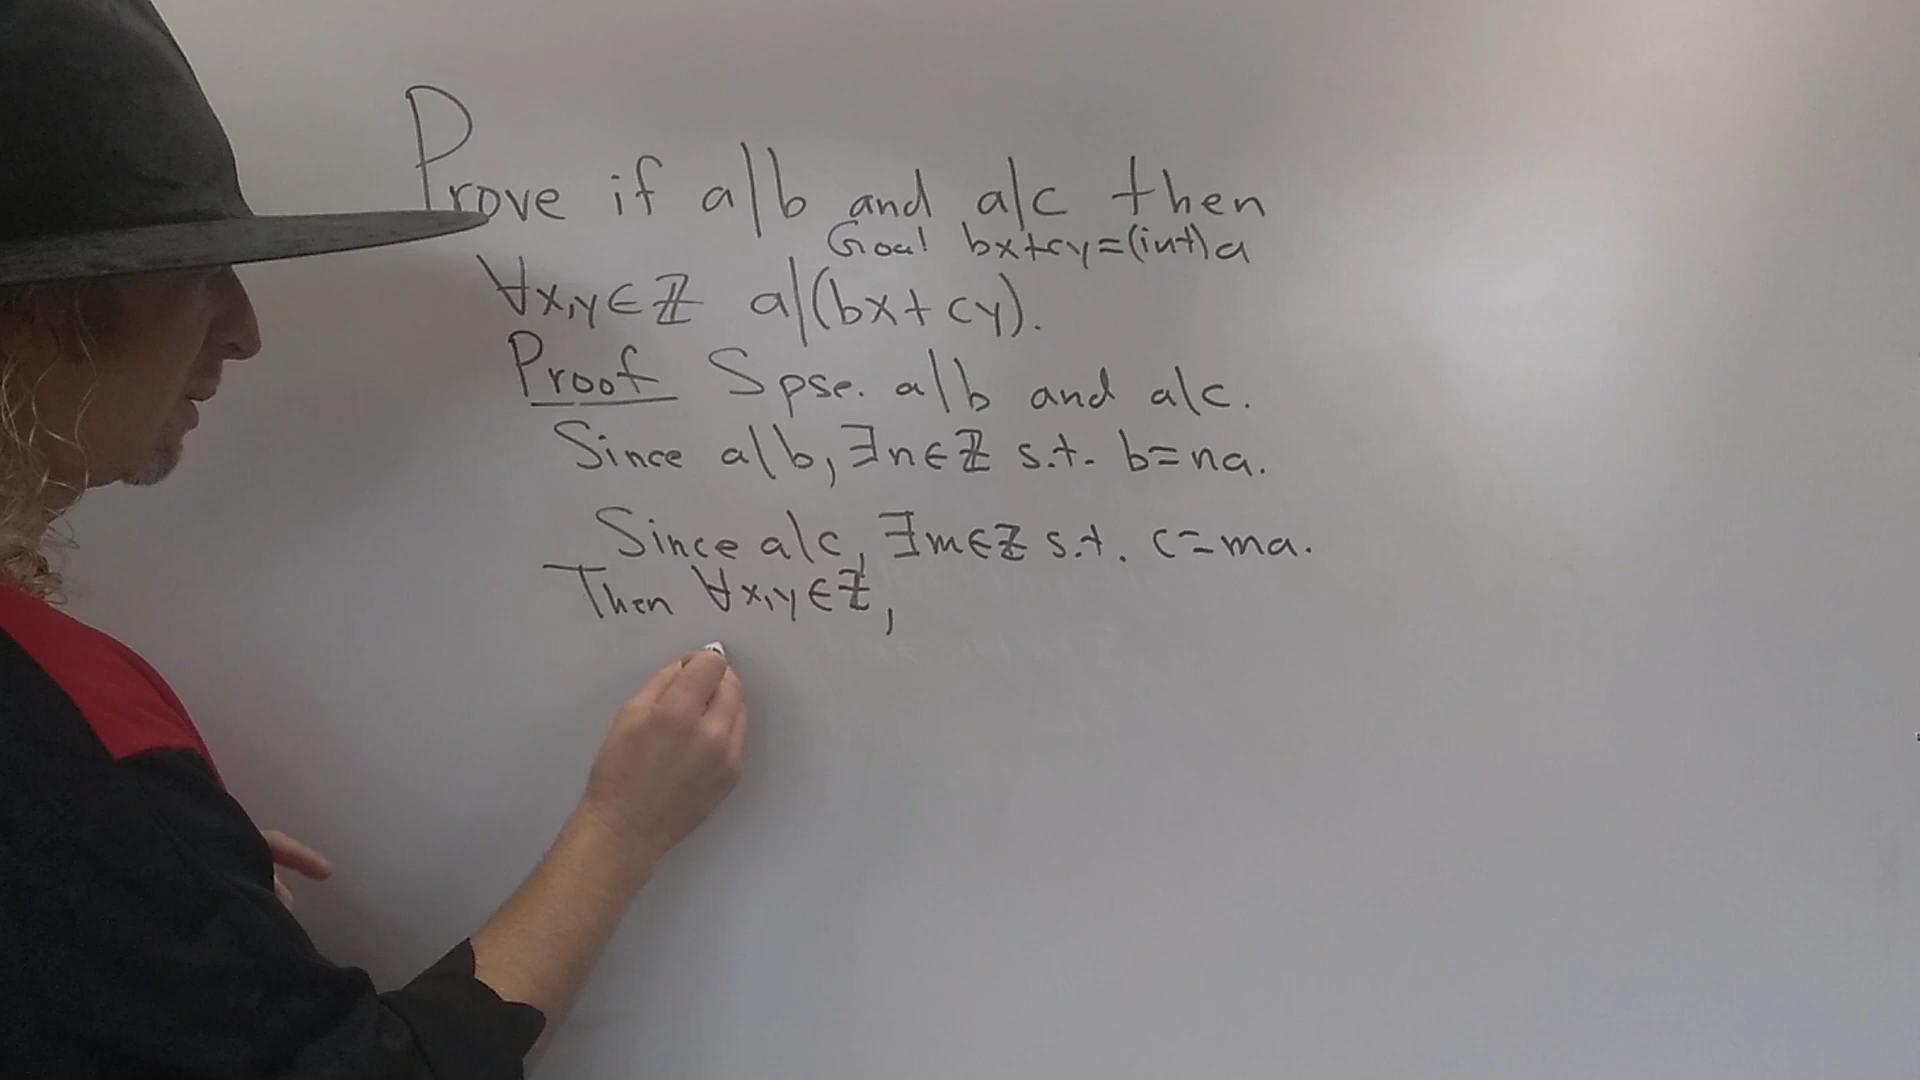 Prove if a|b and a|c then
Goal bx+cy=(int)a
∀x,y∈ℤ a|(bx+cy).
Proof Spse. a|b and a|c.
Since a|b, ∃n∈ℤ s.t. b=na.
Since a|c, ∃m∈ℤ s.t. c=ma.
Then ∀x,y∈ℤ,